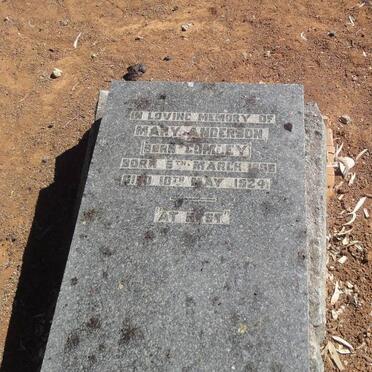 IN LOVING MEMORY OF
MARY ANDERSON
BORN
BORN 5TH MARCH
DIED 18TH MAY 1924
"AT REST"